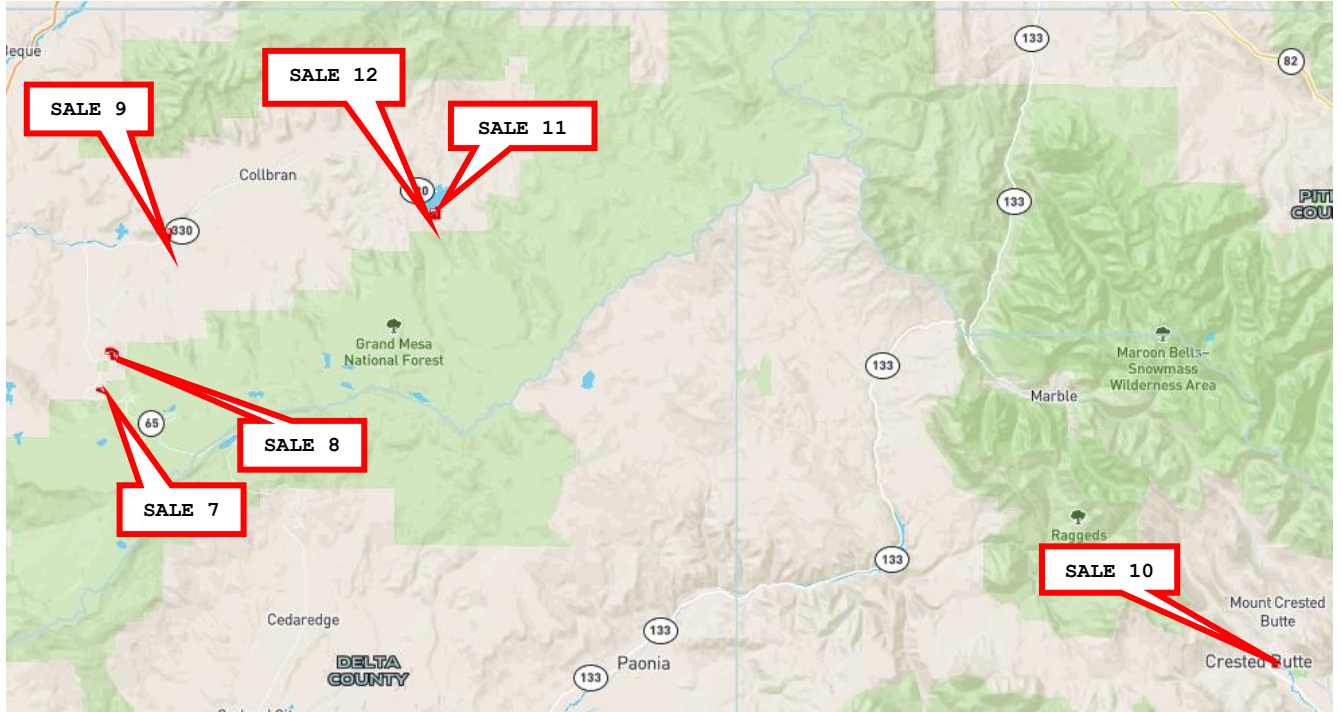 133
82
SALE 12
SALE 9
SALE 11
Collbran
133
330
Grand Mesa
National Forest
Maroon Bells–
Snowmass
Wilderness Area
133
Marble
65
SALE 8
SALE 7
Raggeds
133
SALE 10
Mount Crested
Butte
Cedaredge
133
Crested Butte
DELTA
COUNTY
Paonia
133